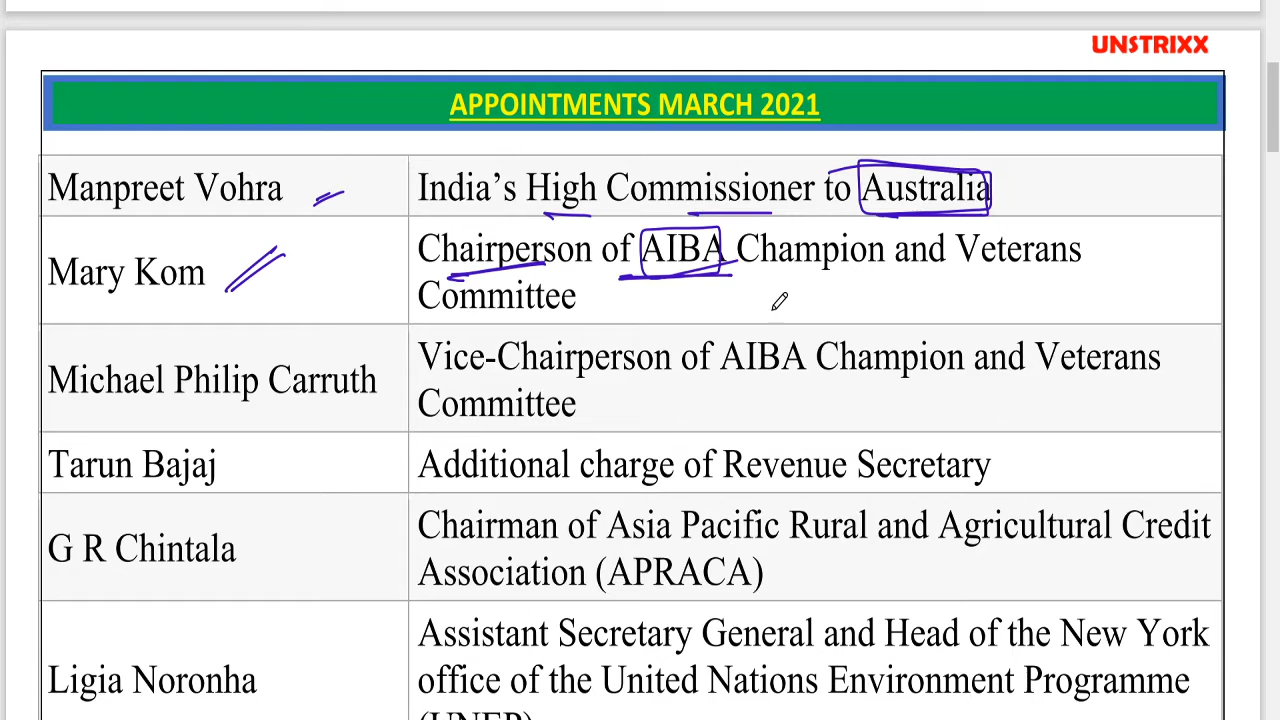 UNSTRIXX
APPOINTMENTS MARCH 2021
Manpreet Vohra
India’s High Commissioner to Australia
Mary Kom
Chairperson of AIBA Champion and Veterans
Committee
Michael Philip Carruth
Vice-Chairperson of AIBA Champion and Veterans
Committee
Tarun Bajaj
Additional charge of Revenue Secretary
G R Chintala
Chairman of Asia Pacific Rural and Agricultural Credit
Association (APRACA)
Ligia Noronha
Assistant Secretary General and Head of the New York
office of the United Nations Environment Programme
(UNEP)